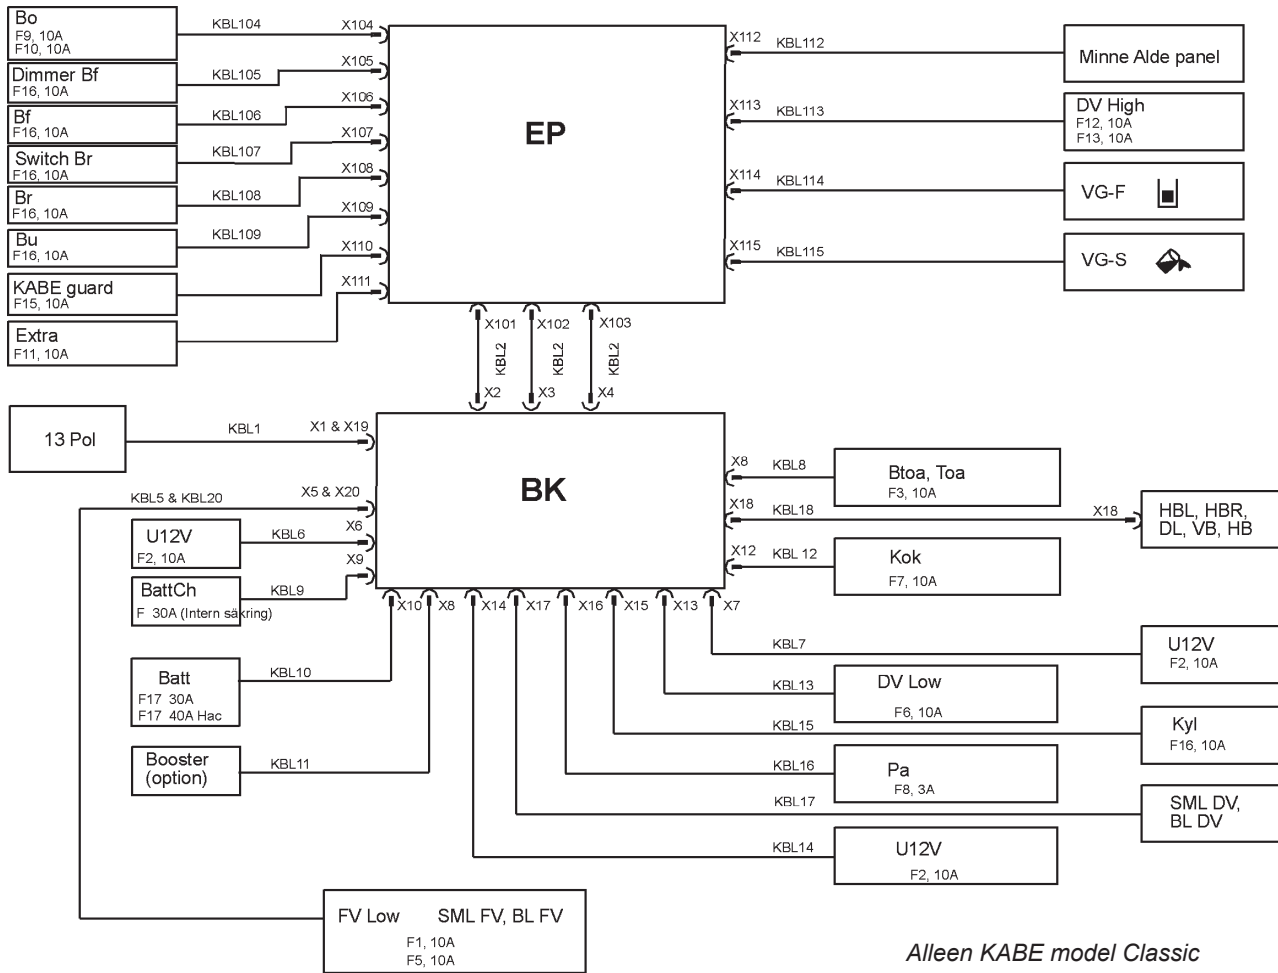 Bo
F9, 10A
F10, 10A
KBL104
X104
Dimmer Bf
F16, 10A
KBL105
X105
Bf
F16, 10A
KBL106
X106
Switch Br
F16, 10A
KBL107
X107
Br
F16, 10A
KBL108
X108
Bu
F16, 10A
KBL109
X109
KABE guard
F15, 10A
X110
Extra
F11, 10A
X111
EP
X112
KBL112
Minne Alde panel
X113
KBL113
DV High
F12, 10A
F13, 10A
X114
KBL114
VG-F
X115
KBL115
VG-S
X101
X102
X103
KBL2
KBL2
KBL2
X2
X3
X4
13 Pol
KBL1
X1 & X19
KBL5 & KBL20
X5 & X20
U12V
F2, 10A
KBL6
X6
BattCh
F 30A (Intern säkring)
KBL9
X9
BK
X8
KBL8
Btoa, Toa
F3, 10A
X18
KBL18
X18
HBL, HBR,
DL, VB, HB
X12
KBL 12
Kok
F7, 10A
X10
X8
X14
X17
X16
X15
X13
X7
Batt
F17 30A
F17 40A Hac
KBL10
Booster
(option)
KBL11
KBL7
U12V
F2, 10A
KBL13
DV Low
F6, 10A
KBL15
Kyl
F16, 10A
KBL16
Pa
F8, 3A
KBL17
SML DV,
BL DV
KBL14
U12V
F2, 10A
FV Low SML FV, BL FV
F1, 10A
F5, 10A
Alleen KABE model Classic